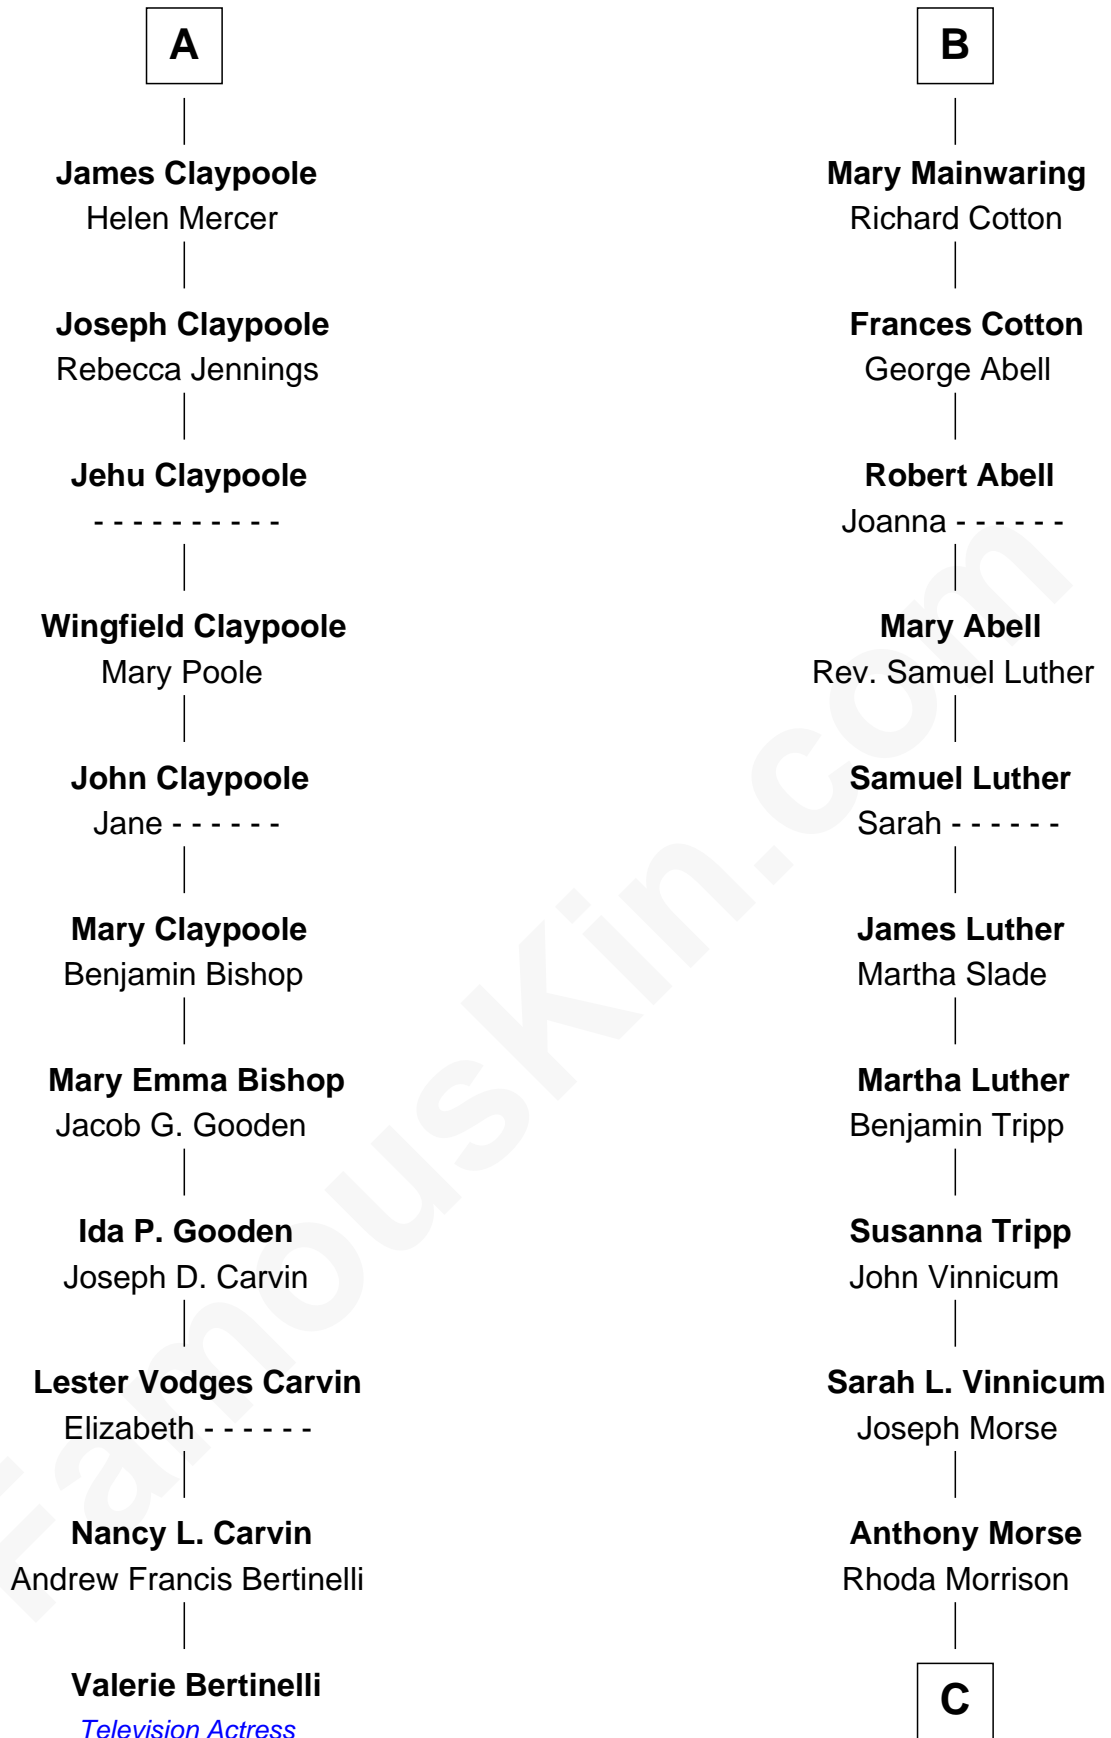 A
James Claypoole
Helen Mercer
Joseph Claypoole
Rebecca Jennings
Jehu Claypoole
- - - - - - - - - -
Wingfield Claypoole
Mary Poole
John Claypoole
Jane - - - - - -
Mary Claypoole
Benjamin Bishop
Mary Emma Bishop
Jacob G. Gooden
Ida P. Gooden
Joseph D. Carvin
Lester Vodges Carvin
Elizabeth - - - - - -
Nancy L. Carvin
Andrew Francis Bertinelli
Valerie Bertinelli
Television Actress
B
Mary Mainwaring
Richard Cotton
Frances Cotton
George Abell
Robert Abell
Joanna - - - - - -
Mary Abell
Rev. Samuel Luther
Samuel Luther
Sarah - - - - - -
James Luther
Martha Slade
Martha Luther
Benjamin Tripp
Susanna Tripp
John Vinnicum
Sarah L. Vinnicum
Joseph Morse
Anthony Morse
Rhoda Morrison
C
FamousKin.com